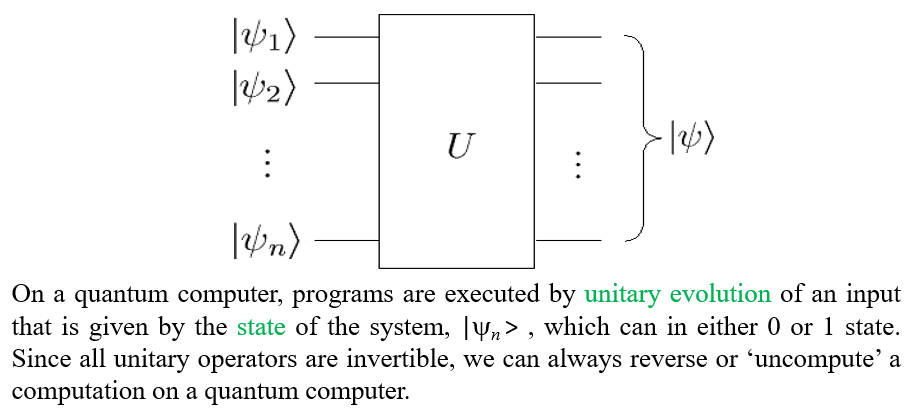 |ψ₁⟩
|ψ₂⟩
⋮
U
⋮
|ψ⟩
|ψₙ⟩
On a quantum computer, programs are executed by unitary evolution of an input
that is given by the state of the system, |ψₙ> , which can in either 0 or 1 state.
Since all unitary operators are invertible, we can always reverse or ‘uncompute’ a
computation on a quantum computer.